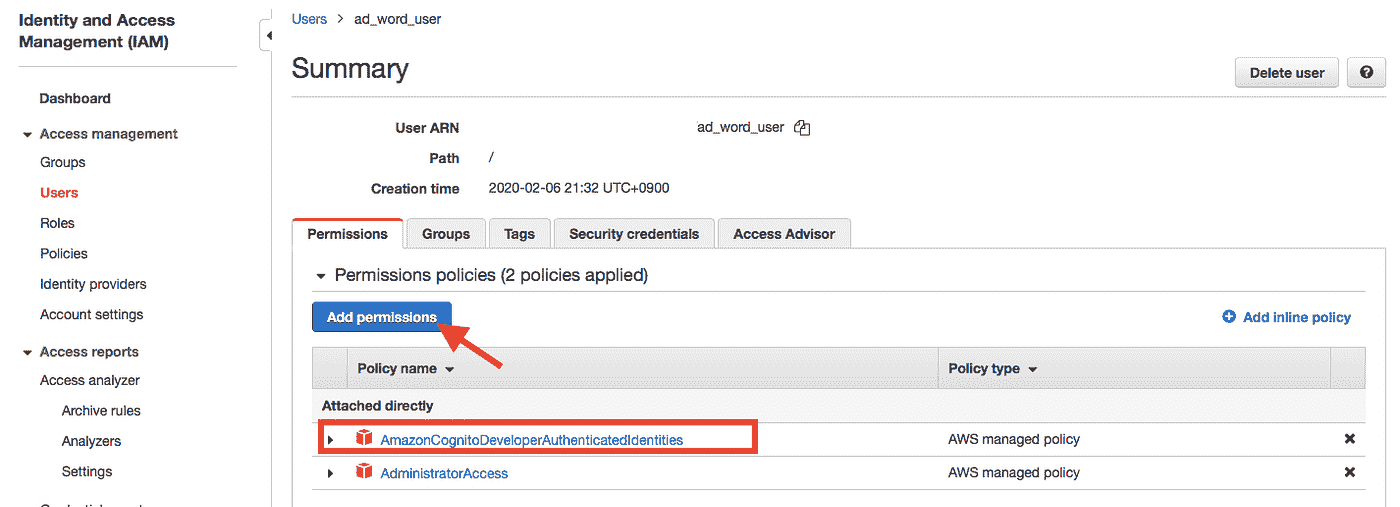 Identity and Access
Management (IAM)
Dashboard
Access management
Groups
Users
Roles
Policies
Identity providers
Account settings
Access reports
Access analyzer
Archive rules
Analyzers
Settings
Users > ad_word_user
Summary
Delete user
User ARN ad_word_user
Path /
Creation time 2020-02-06 21:32 UTC+0900
Permissions Groups Tags Security credentials Access Advisor
Permissions policies (2 policies applied)
Add permissions Add inline policy
Policy name Policy type
Attached directly
AmazonCognitoDeveloperAuthenticatedIdentities AWS managed policy
AdministratorAccess AWS managed policy